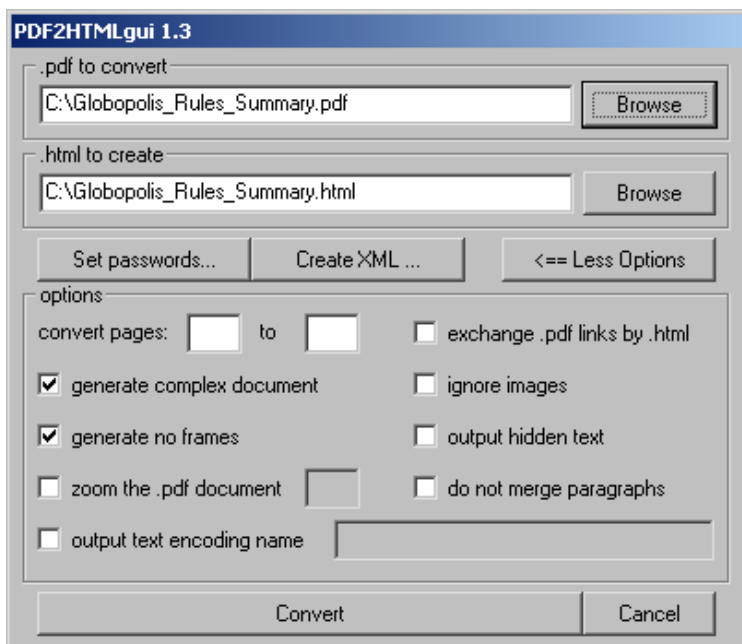 PDF2HTMLgui 1.3
.pdf to convert
C:\Globopolis_Rules_Summary.pdf Browse
.html to create
C:\Globopolis_Rules_Summary.html Browse
Set passwords... Create XML ... <== Less Options
options
convert pages: to exchange .pdf links by .html
generate complex document ignore images
generate no frames output hidden text
zoom the .pdf document do not merge paragraphs
output text encoding name
Convert Cancel